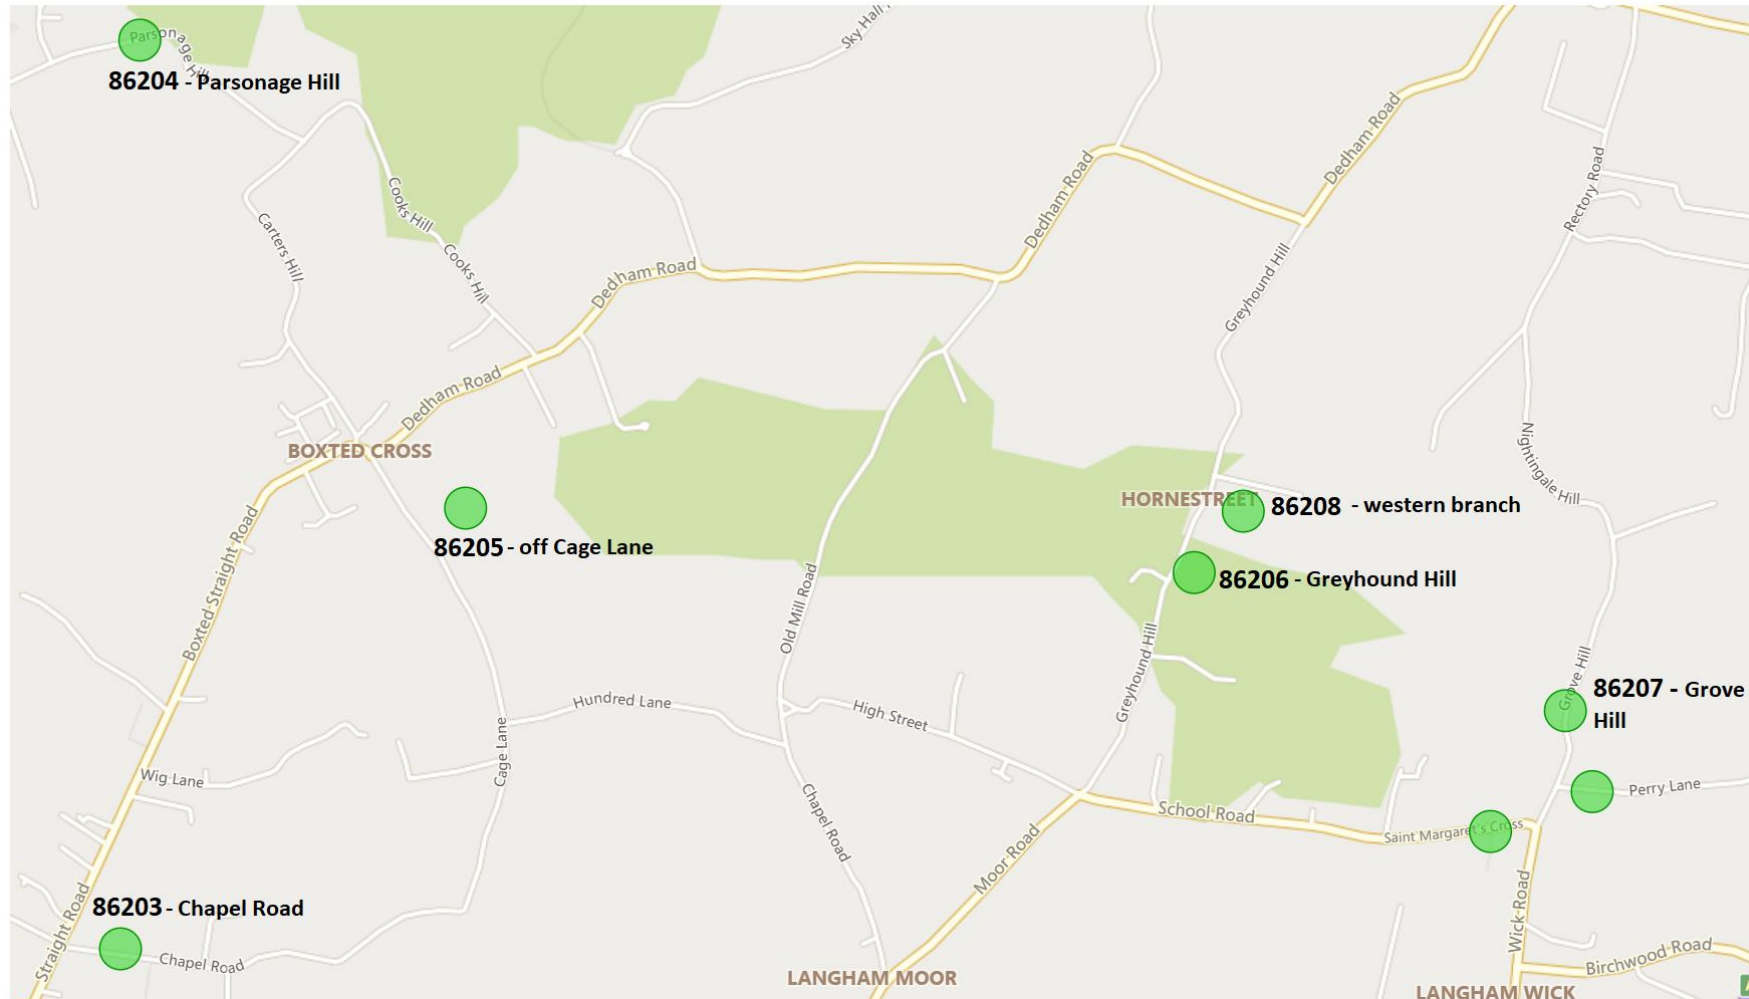 Parsonage Hill
86204 - Parsonage Hill
Sky Hall
Dedham Road
Dedham Road
Rectory Road
Cooks Hill
Carters Hill
Cooks Hill
Dedham Road
Greyhound Hill
Dedham Road
BOXTED CROSS
Nightingale Hill
HORNESTREET
86208 - western branch
86205 - off Cage Lane
Boxted Straight Road
86206 - Greyhound Hill
Old Mill Road
Greyhound Hill
Grove Hill
86207 - Grove
Hill
Hundred Lane
High Street
Cage Lane
Wig Lane
Perry Lane
Chapel Road
School Road
Saint Margaret's Cross
Moor Road
86203 - Chapel Road
Straight Road
Wick Road
Chapel Road
Birchwood Road
LANGHAM MOOR
LANGHAM WICK